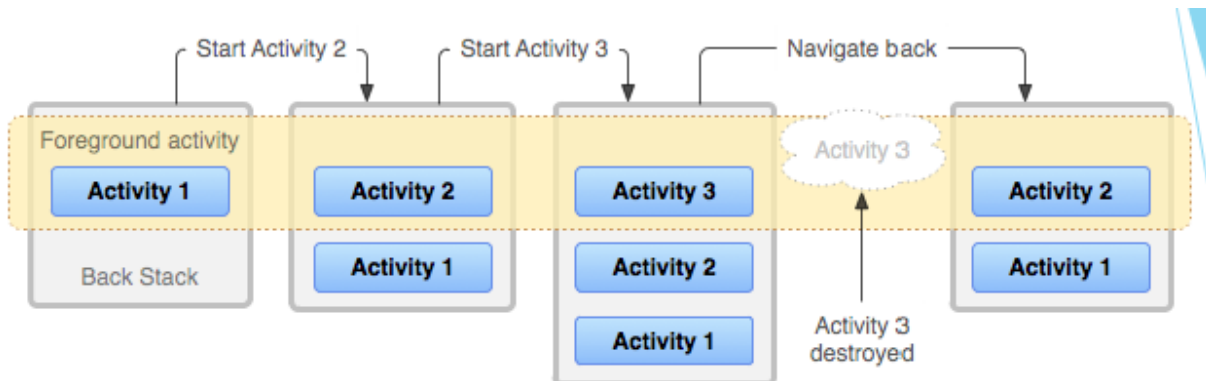 Start Activity 2
Start Activity 3
Navigate back
Foreground activity
Activity 1
Back Stack
Activity 2
Activity 1
Activity 3
Activity 2
Activity 1
Activity 3
Activity 3
destroyed
Activity 2
Activity 1